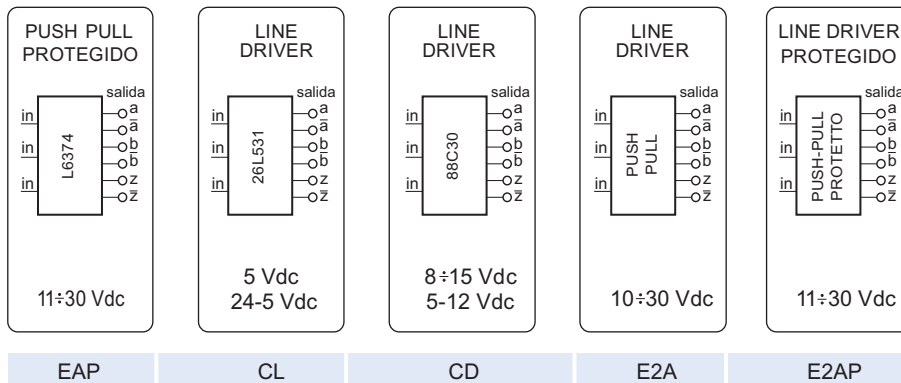 PUSH PULL
PROTEGIDO
salida
in
in
in
L6374
a
a̅
b
b̅
z
z̅
11÷30 Vdc
EAP
LINE
DRIVER
salida
in
in
in
26L531
a
a̅
b
b̅
z
z̅
5 Vdc
24-5 Vdc
CL
LINE
DRIVER
salida
in
in
in
88C30
a
a̅
b
b̅
z
z̅
8÷15 Vdc
5-12 Vdc
CD
LINE
DRIVER
salida
in
in
in
PUSH
PULL
a
a̅
b
b̅
z
z̅
10÷30 Vdc
E2A
LINE DRIVER
PROTEGIDO
salida
in
in
in
PUSH-PULL
PROTETTO
a
a̅
b
b̅
z
z̅
11÷30 Vdc
E2AP